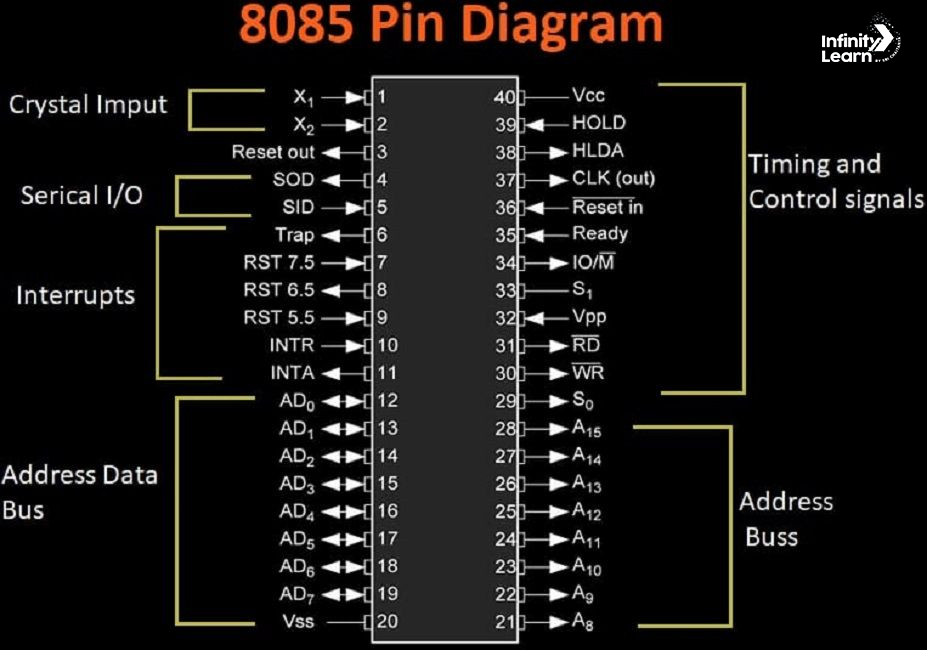 8085 Pin Diagram
Infinity
Learn
Crystal Imput
Serical I/O
Interrupts
Address Data
Bus
X1
X2
Reset out
SOD
SID
Trap
RST 7.5
RST 6.5
RST 5.5
INTR
INTA
AD0
AD1
AD2
AD3
AD4
AD5
AD6
AD7
Vss
1
2
3
4
5
6
7
8
9
10
11
12
13
14
15
16
17
18
19
20
40
39
38
37
36
35
34
33
32
31
30
29
28
27
26
25
24
23
22
21
Vcc
HOLD
HLDA
CLK (out)
Reset in
Ready
IO/M
S1
Vpp
RD
WR
S0
A15
A14
A13
A12
A11
A10
A9
A8
Timing and
Control signals
Address
Buss